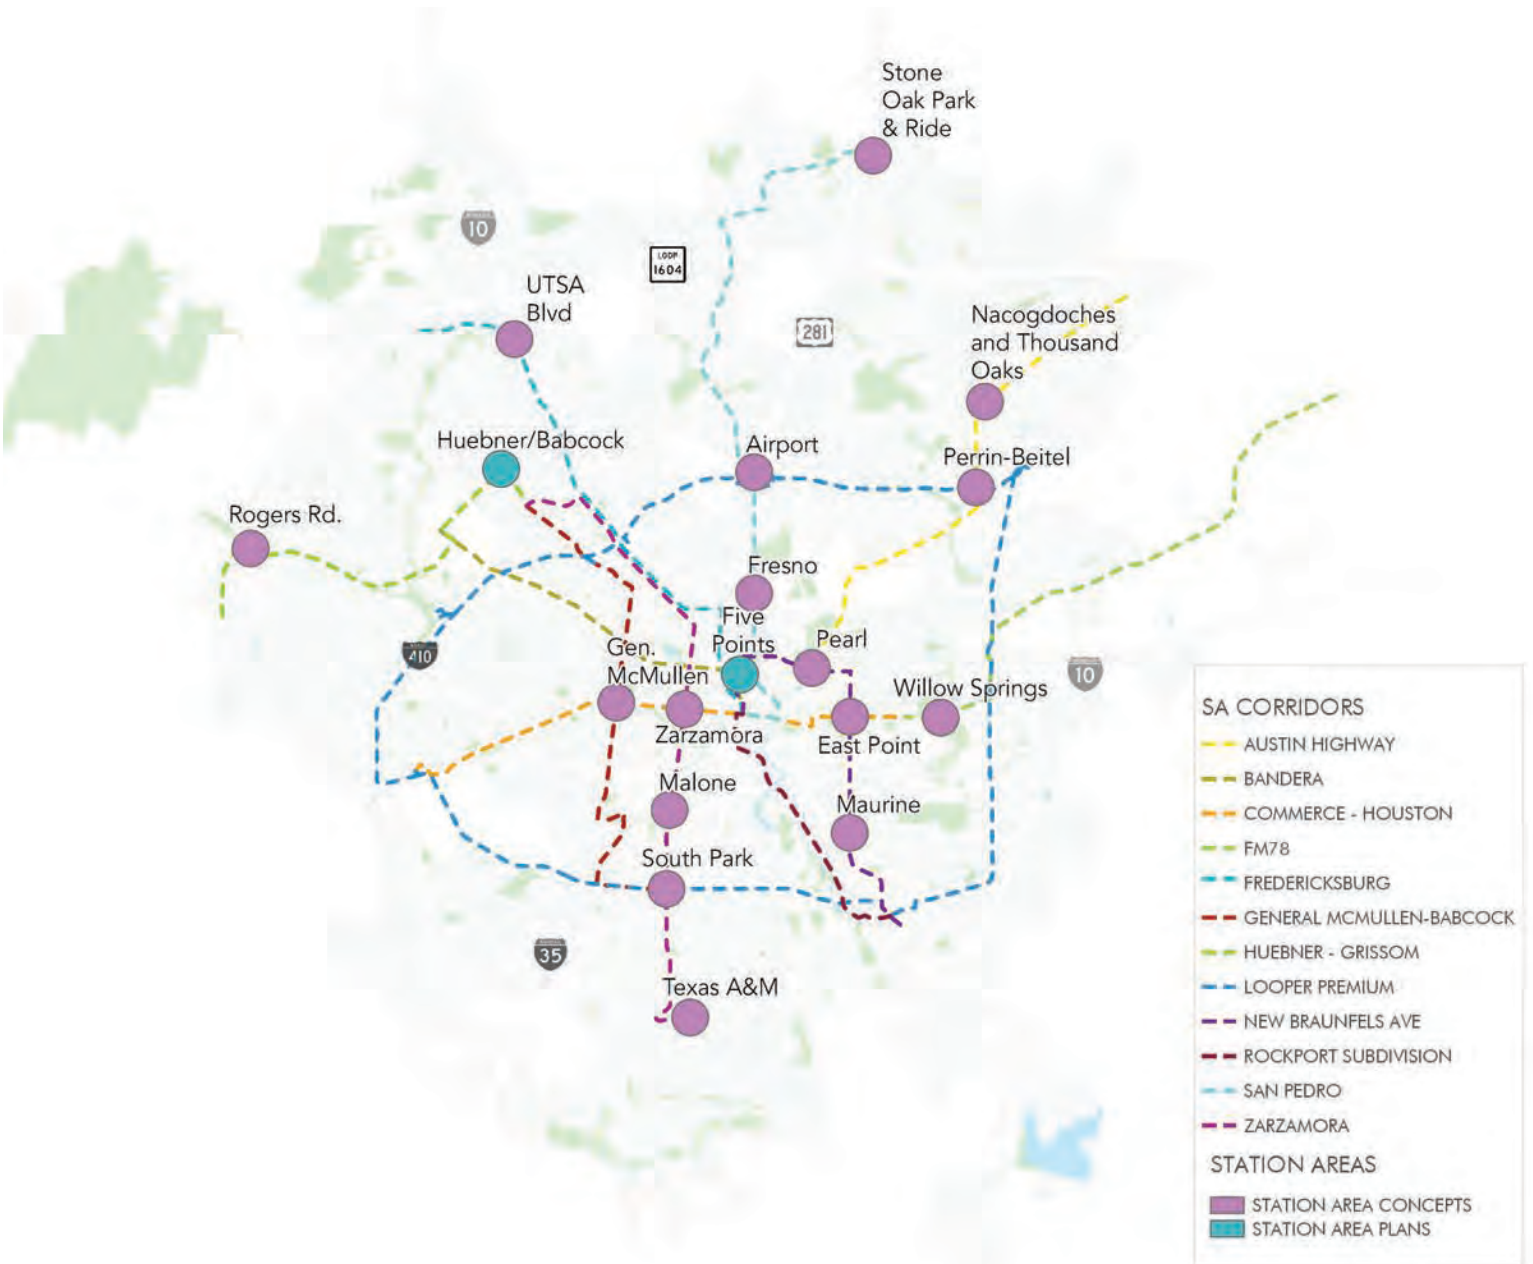 Stone
Oak Park
& Ride
10
LOOP
1604
UTSA
Blvd
281
Nacogdoches
and Thousand
Oaks
Huebner/Babcock
Airport
Perrin-Beitel
Rogers Rd.
Fresno
Five
Points
Pearl
Gen.
McMullen
410
10
Willow Springs
Zarzamora
East Point
Malone
Maurine
South Park
35
Texas A&M
SA CORRIDORS
AUSTIN HIGHWAY
BANDERA
COMMERCE - HOUSTON
FM78
FREDERICKSBURG
GENERAL MCMULLEN-BABCOCK
HUEBNER - GRISSOM
LOOPER PREMIUM
NEW BRAUNFELS AVE
ROCKPORT SUBDIVISION
SAN PEDRO
ZARZAMORA
STATION AREAS
STATION AREA CONCEPTS
STATION AREA PLANS